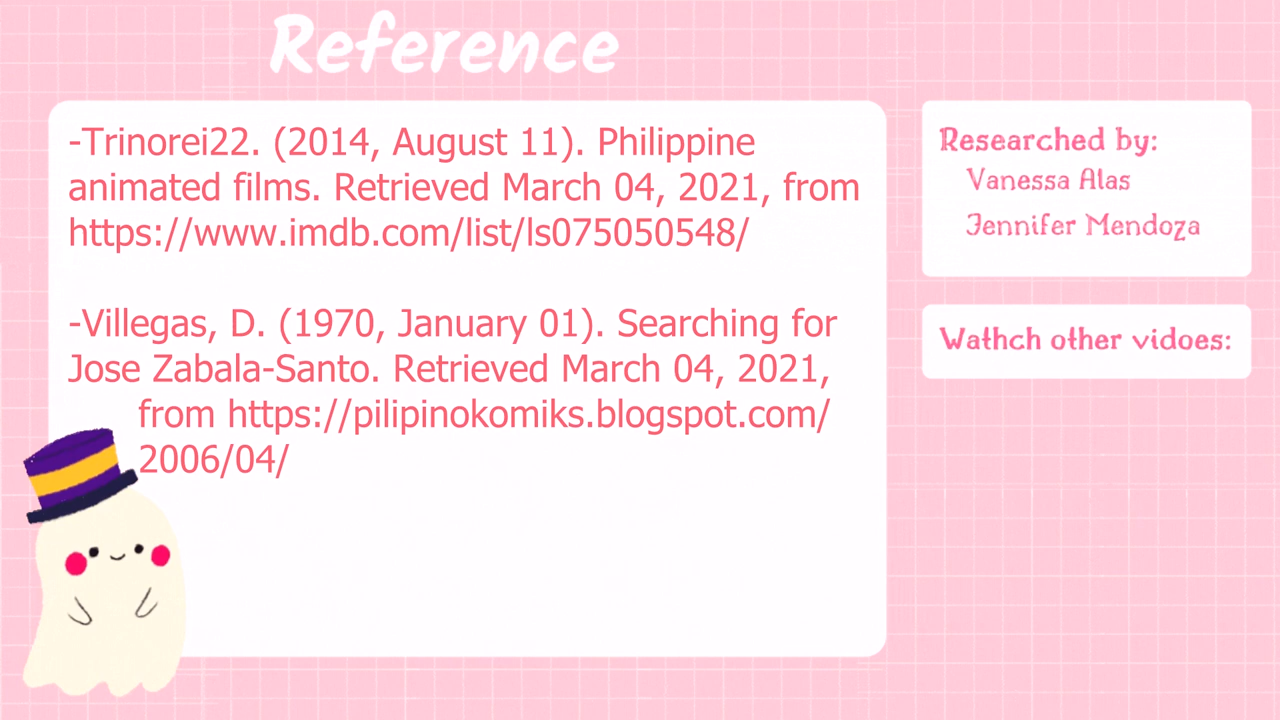 Reference
-Trinorei22. (2014, August 11). Philippine
animated films. Retrieved March 04, 2021, from
https://www.imdb.com/list/ls075050548/
-Villegas, D. (1970, January 01). Searching for
Jose Zabala-Santo. Retrieved March 04, 2021,
from https://pilipinokomiks.blogspot.com/
2006/04/
Researched by:
Vanessa Alas
Jennifer Mendoza
Wathch other vidoes: